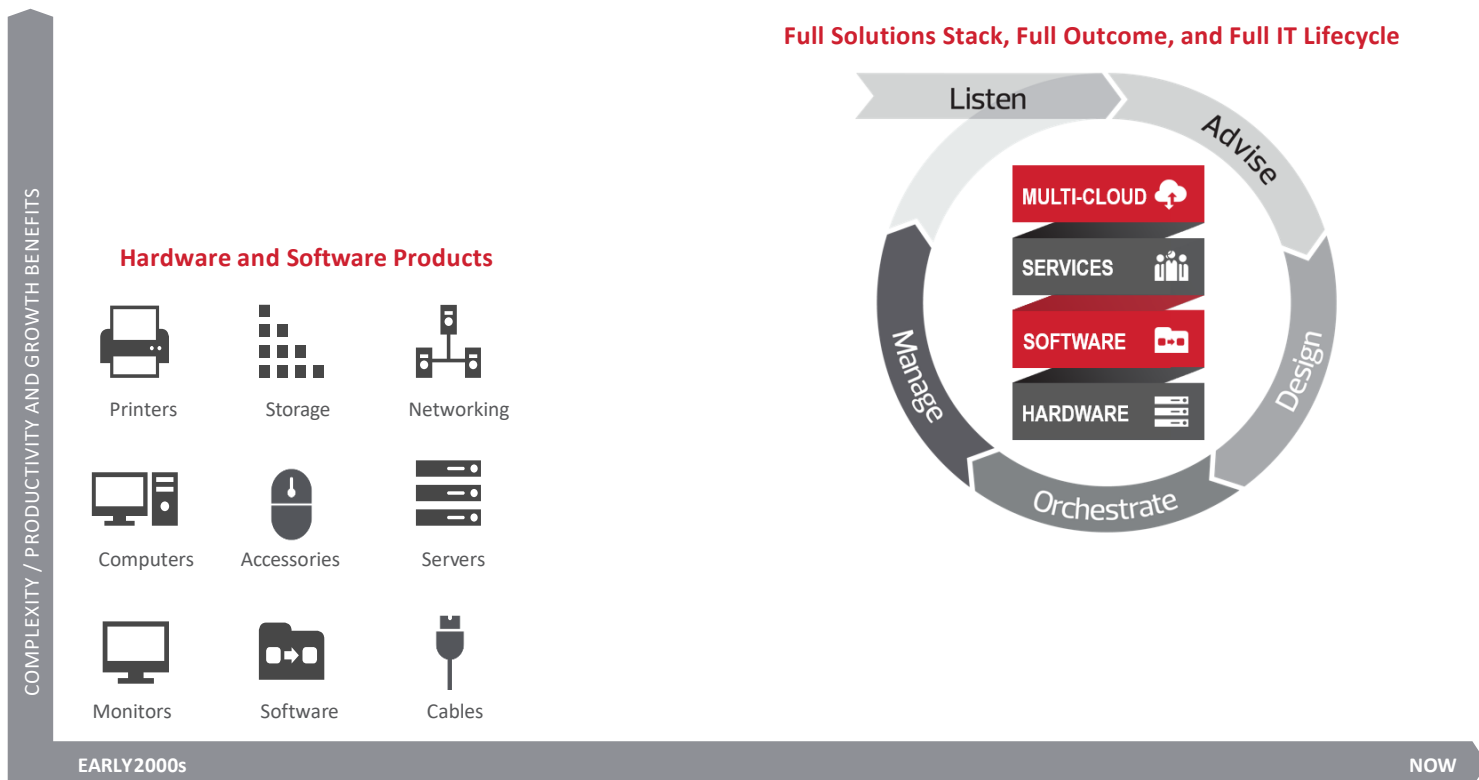 Full Solutions Stack, Full Outcome, and Full IT Lifecycle
Listen
Advise
Design
Orchestrate
Manage
MULTI-CLOUD
SERVICES
SOFTWARE
HARDWARE
COMPLEXITY / PRODUCTIVITY AND GROWTH BENEFITS
Hardware and Software Products
Printers
Storage
Networking
Computers
Accessories
Servers
Monitors
Software
Cables
EARLY2000s
NOW